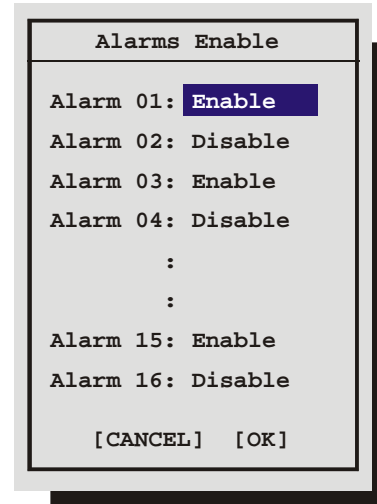 Alarms Enable
Alarm 01: Enable
Alarm 02: Disable
Alarm 03: Enable
Alarm 04: Disable
:
:
Alarm 15: Enable
Alarm 16: Disable
[CANCEL] [OK]